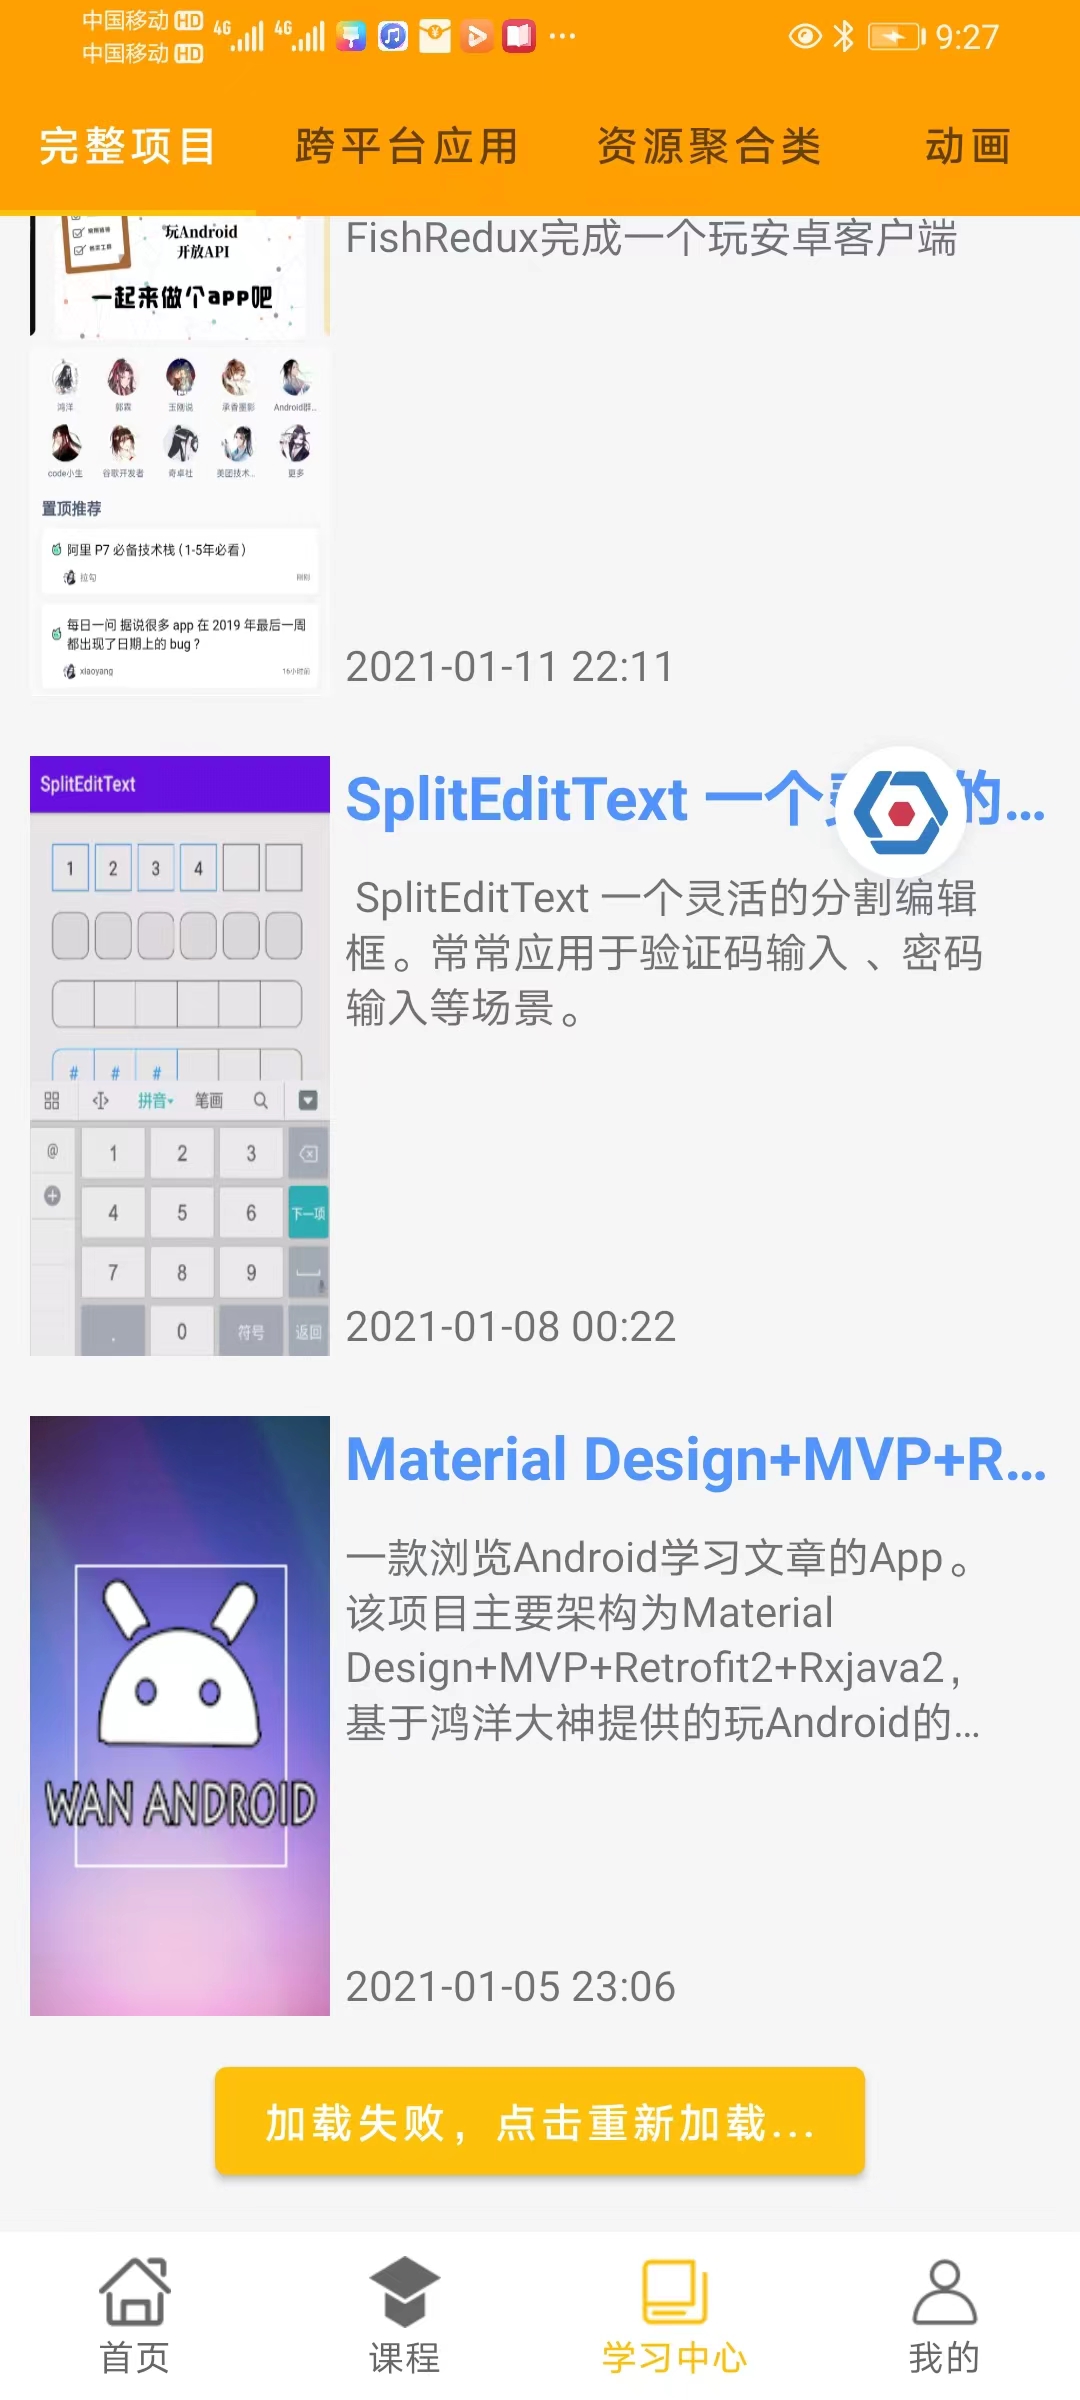 中国移动 HD 4G 4G 9:27
中国移动 HD
完整项目 跨平台应用 资源聚合类 动画
玩Android
开放API
一起来做个app吧
FishRedux完成一个玩安卓客户端
鸿洋 郭霖 玉刚说 承香墨影 Android群...
code小生 谷歌开发者 奇卓社 美团技术... 更多
置顶推荐
阿里 P7 必备技术栈 (1-5年必看)
拉勾 刚刚
每日一问 据说很多 app 在 2019 年最后一周
都出现了日期上的 bug ?
xiaoyang 16小时前
2021-01-11 22:11
SplitEditText
SplitEditText 一个 的...
1 2 3 4
SplitEditText 一个灵活的分割编辑
框。常常应用于验证码输入 、密码
输入等场景。
# # #
拼音 笔画
@ 1 2 3
4 5 6 下一项
7 8 9
. 0 符号 返回
2021-01-08 00:22
Material Design+MVP+R...
一款浏览Android学习文章的App。
该项目主要架构为Material
Design+MVP+Retrofit2+Rxjava2,
基于鸿洋大神提供的玩Android的...
WAN ANDROID
2021-01-05 23:06
加载失败，点击重新加载...
首页 课程 学习中心 我的